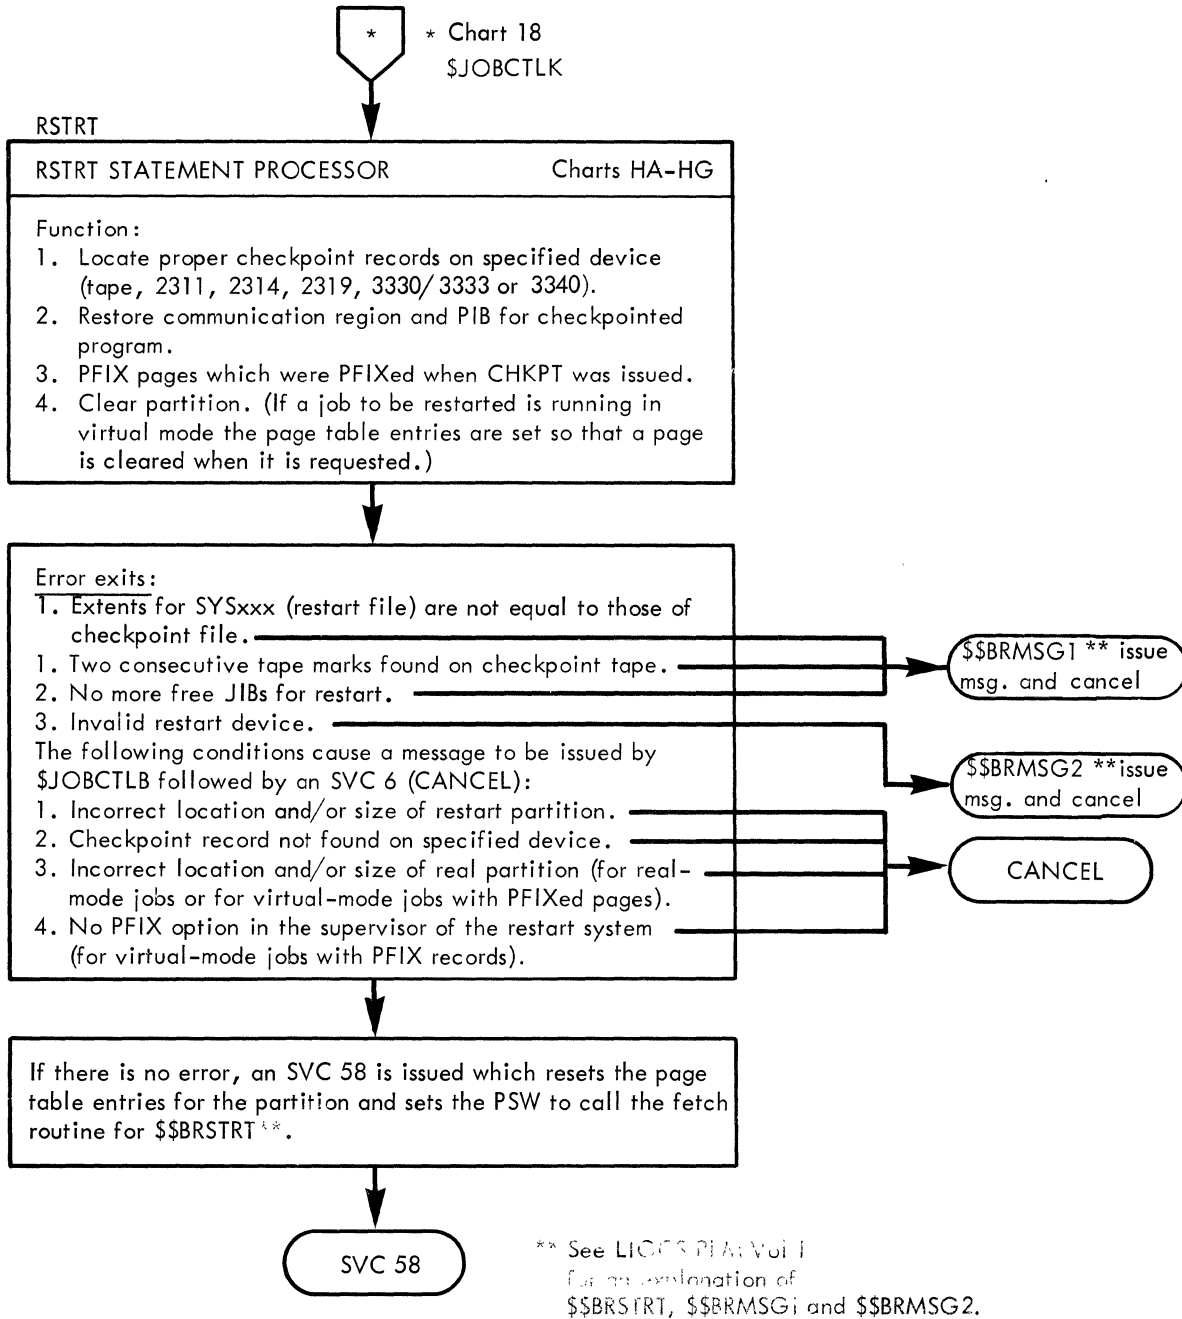 *
* Chart 18
$JOBCTLK
RSTRT
RSTRT STATEMENT PROCESSOR Charts HA-HG
Function:
1. Locate proper checkpoint records on specified device
(tape, 2311, 2314, 2319, 3330/3333 or 3340).
2. Restore communication region and PIB for checkpointed
program.
3. PFIX pages which were PFIXed when CHKPT was issued.
4. Clear partition. (If a job to be restarted is running in
virtual mode the page table entries are set so that a page
is cleared when it is requested.)
Error exits:
1. Extents for SYSxxx (restart file) are not equal to those of
checkpoint file.
1. Two consecutive tape marks found on checkpoint tape.
2. No more free JIBs for restart.
3. Invalid restart device.
The following conditions cause a message to be issued by
$JOBCTLB followed by an SVC 6 (CANCEL):
1. Incorrect location and/or size of restart partition.
2. Checkpoint record not found on specified device.
3. Incorrect location and/or size of real partition (for real-
mode jobs or for virtual-mode jobs with PFIXed pages).
4. No PFIX option in the supervisor of the restart system
(for virtual-mode jobs with PFIX records).
$$BRMSG1 ** issue
msg. and cancel
$$BRMSG2 **issue
msg. and cancel
CANCEL
If there is no error, an SVC 58 is issued which resets the page
table entries for the partition and sets the PSW to call the fetch
routine for $$BRSTRT **.
SVC 58
** See Vol
for an explanation of
$$BRSTRT, $$BRMSG1 and $$BRMSG2.